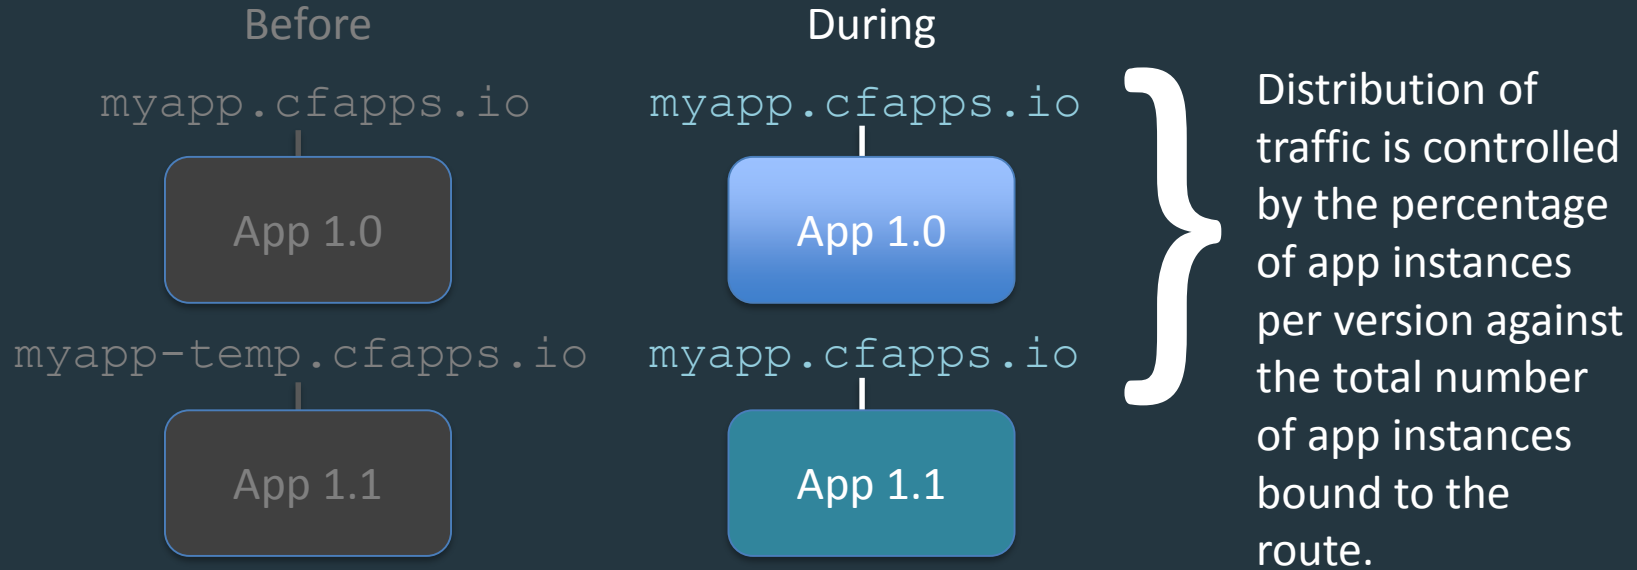 Before
myapp.cfapps.io
App 1.0
myapp-temp.cfapps.io
App 1.1
During
myapp.cfapps.io
App 1.0
myapp.cfapps.io
App 1.1
}
Distribution of
traffic is controlled
by the percentage
of app instances
per version against
the total number
of app instances
bound to the
route.